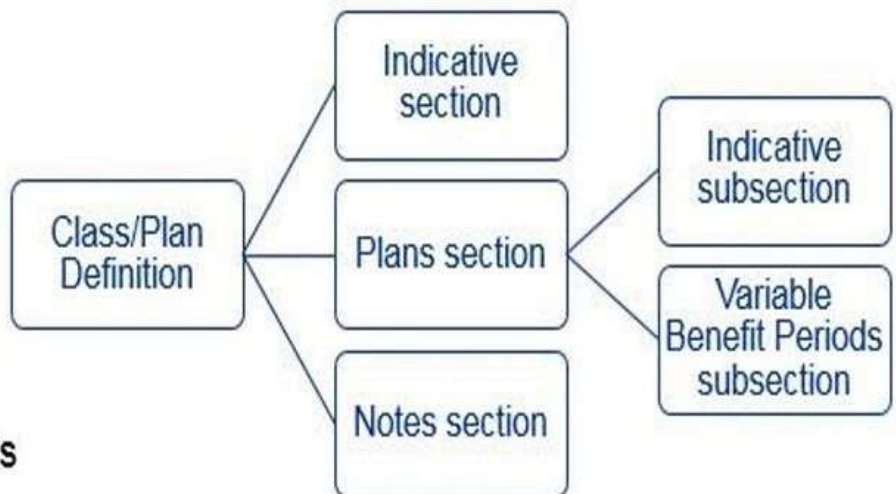 Indicative
section
Class/Plan
Definition
Plans section
Notes section
Indicative
subsection
Variable
Benefit Periods
subsection
s